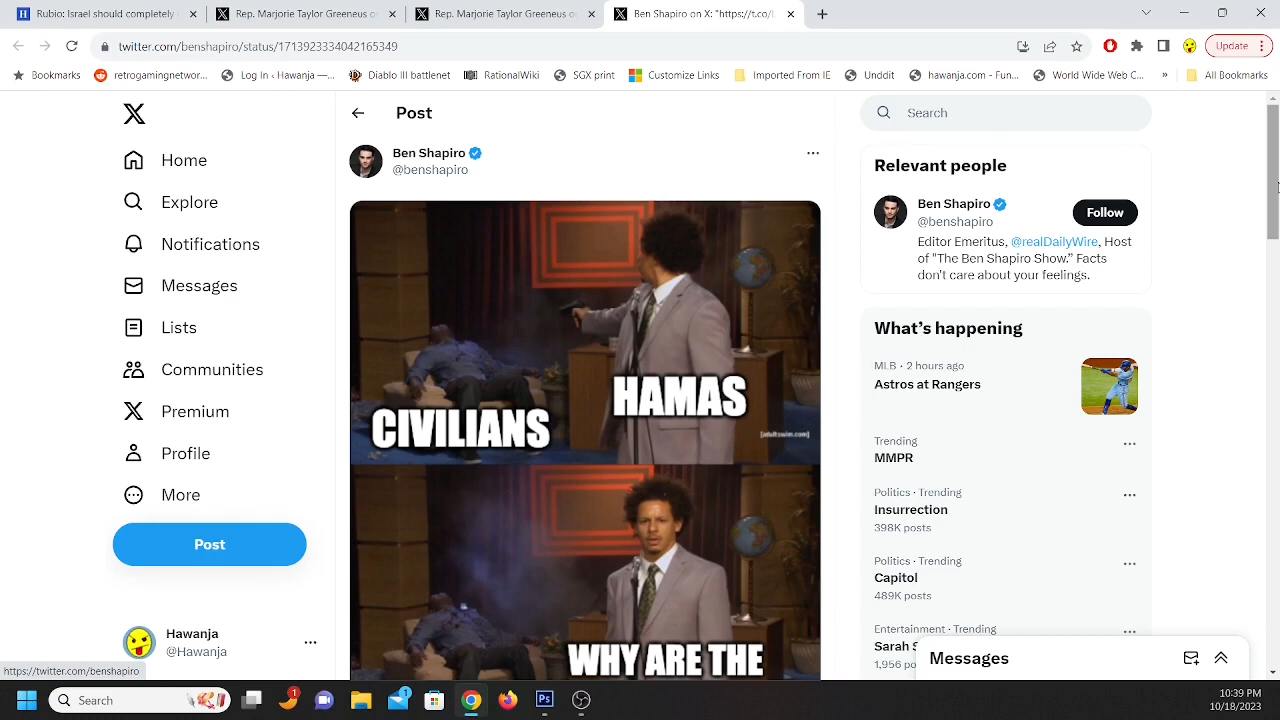 Rubio: Israel should completely
Rep. Marjorie Taylor Greene
Rep. Marjorie Taylor Greene
Ben Shapiro on X: "https://t.co/
twitter.com/benshapiro/status/1713923334042165349
Update
Bookmarks
retrogamingnetwor...
Log In ‹ Hawanja —...
Diablo III battlenet
RationalWiki
SGX print
Customize Links
Imported From IE
Unddit
hawanja.com - Fun...
World Wide Web C...
»
All Bookmarks
Home
Explore
Notifications
Messages
Lists
Communities
Premium
Profile
More
Post
Hawanja
@Hawanja
https://twitter.com/benshapiro
Post
Ben Shapiro
@benshapiro
HAMAS
CIVILIANS
[adultswim.com]
WHY ARE THE
Search
Relevant people
Ben Shapiro
@benshapiro
Follow
Editor Emeritus, @realDailyWire, Host
of "The Ben Shapiro Show." Facts
don't care about your feelings.
What's happening
MLB · 2 hours ago
Astros at Rangers
Trending
MMPR
Politics · Trending
Insurrection
398K posts
Politics · Trending
Capitol
489K posts
Entertainment · Trending
Sarah S
1,956 po
Messages
Search
10:39 PM
10/18/2023